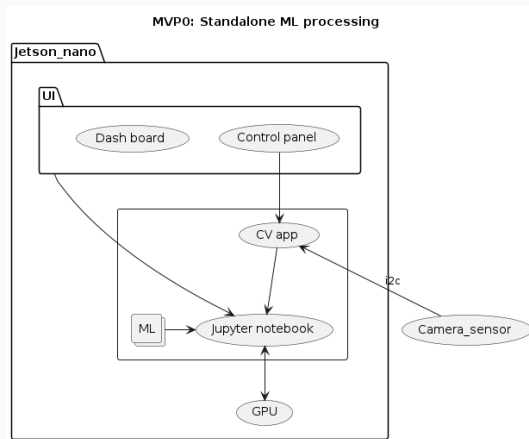 MVP0: Standalone ML processing
Jetson_nano
UI
Dash board
Control panel
CV app
i2c
ML
Jupyter notebook
Camera_sensor
GPU